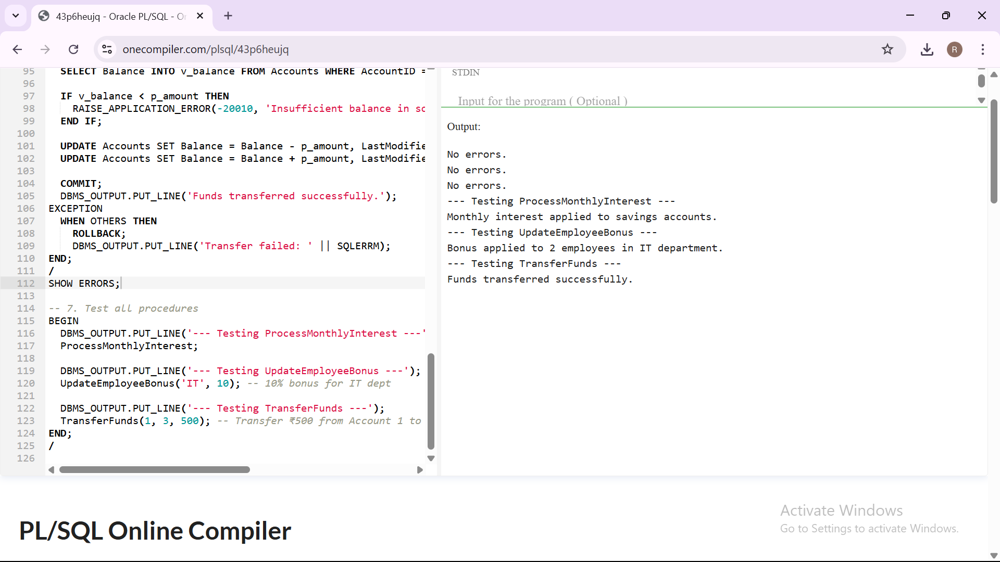 43p6heujq - Oracle PL/SQL - Or
onecompiler.com/plsql/43p6heujq
R
95 SELECT Balance INTO v_balance FROM Accounts WHERE AccountID =
96
97 IF v_balance < p_amount THEN
98 RAISE_APPLICATION_ERROR(-20010, 'Insufficient balance in so
99 END IF;
100
101 UPDATE Accounts SET Balance = Balance - p_amount, LastModifie
102 UPDATE Accounts SET Balance = Balance + p_amount, LastModifie
103
104 COMMIT;
105 DBMS_OUTPUT.PUT_LINE('Funds transferred successfully.');
106 EXCEPTION
107 WHEN OTHERS THEN
108 ROLLBACK;
109 DBMS_OUTPUT.PUT_LINE('Transfer failed: ' || SQLERRM);
110 END;
111 /
112 SHOW ERRORS;
113
114 -- 7. Test all procedures
115 BEGIN
116 DBMS_OUTPUT.PUT_LINE('--- Testing ProcessMonthlyInterest ---'
117 ProcessMonthlyInterest;
118
119 DBMS_OUTPUT.PUT_LINE('--- Testing UpdateEmployeeBonus ---');
120 UpdateEmployeeBonus('IT', 10); -- 10% bonus for IT dept
121
122 DBMS_OUTPUT.PUT_LINE('--- Testing TransferFunds ---');
123 TransferFunds(1, 3, 500); -- Transfer ₹500 from Account 1 to
124 END;
125 /
126
STDIN
Input for the program ( Optional )
Output:
No errors.
No errors.
No errors.
--- Testing ProcessMonthlyInterest ---
Monthly interest applied to savings accounts.
--- Testing UpdateEmployeeBonus ---
Bonus applied to 2 employees in IT department.
--- Testing TransferFunds ---
Funds transferred successfully.
PL/SQL Online Compiler
Activate Windows
Go to Settings to activate Windows.